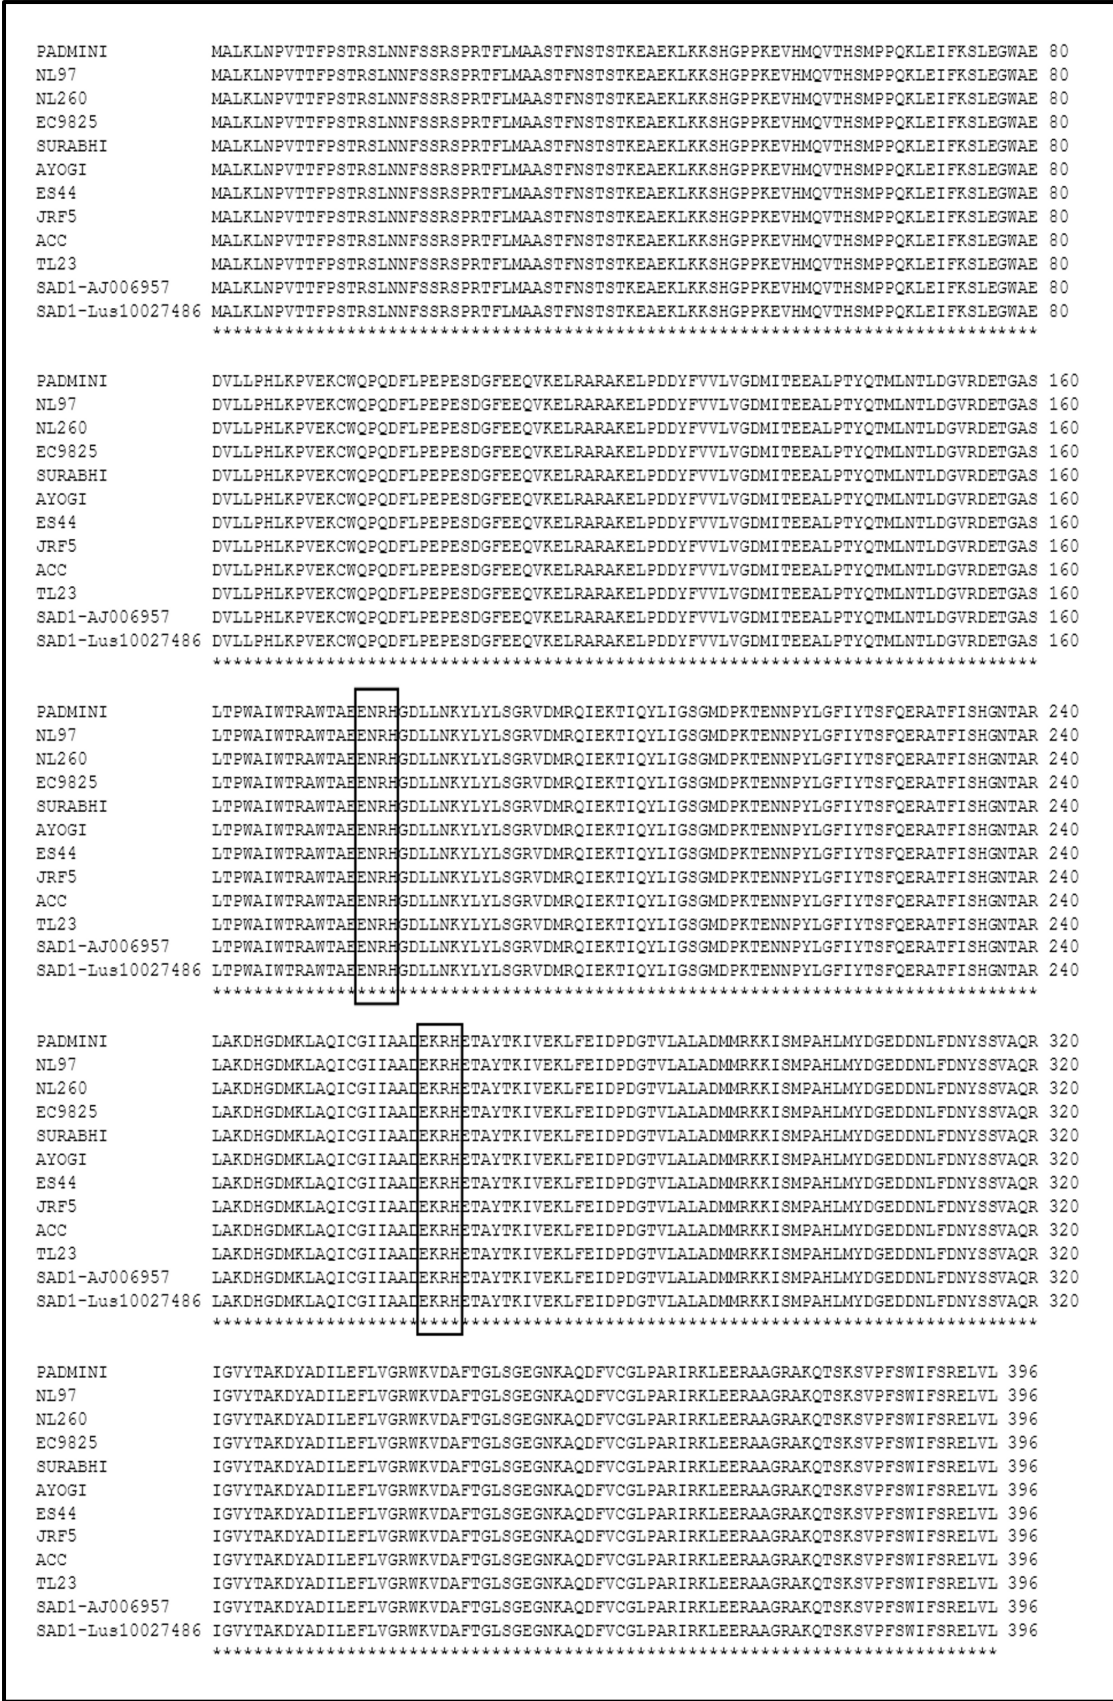 PADMINI MALKLNPVTTFPSTRSLNNFSSRSPRTFLMAASTFNSTSTKEAEKLKKSHGPPKEVHMQVTHSMPPQKLEIFKSLEGWAE 80
NL97 MALKLNPVTTFPSTRSLNNFSSRSPRTFLMAASTFNSTSTKEAEKLKKSHGPPKEVHMQVTHSMPPQKLEIFKSLEGWAE 80
NL260 MALKLNPVTTFPSTRSLNNFSSRSPRTFLMAASTFNSTSTKEAEKLKKSHGPPKEVHMQVTHSMPPQKLEIFKSLEGWAE 80
EC9825 MALKLNPVTTFPSTRSLNNFSSRSPRTFLMAASTFNSTSTKEAEKLKKSHGPPKEVHMQVTHSMPPQKLEIFKSLEGWAE 80
SURABHI MALKLNPVTTFPSTRSLNNFSSRSPRTFLMAASTFNSTSTKEAEKLKKSHGPPKEVHMQVTHSMPPQKLEIFKSLEGWAE 80
AYOGI MALKLNPVTTFPSTRSLNNFSSRSPRTFLMAASTFNSTSTKEAEKLKKSHGPPKEVHMQVTHSMPPQKLEIFKSLEGWAE 80
ES44 MALKLNPVTTFPSTRSLNNFSSRSPRTFLMAASTFNSTSTKEAEKLKKSHGPPKEVHMQVTHSMPPQKLEIFKSLEGWAE 80
JRF5 MALKLNPVTTFPSTRSLNNFSSRSPRTFLMAASTFNSTSTKEAEKLKKSHGPPKEVHMQVTHSMPPQKLEIFKSLEGWAE 80
ACC MALKLNPVTTFPSTRSLNNFSSRSPRTFLMAASTFNSTSTKEAEKLKKSHGPPKEVHMQVTHSMPPQKLEIFKSLEGWAE 80
TL23 MALKLNPVTTFPSTRSLNNFSSRSPRTFLMAASTFNSTSTKEAEKLKKSHGPPKEVHMQVTHSMPPQKLEIFKSLEGWAE 80
SAD1-AJ006957 MALKLNPVTTFPSTRSLNNFSSRSPRTFLMAASTFNSTSTKEAEKLKKSHGPPKEVHMQVTHSMPPQKLEIFKSLEGWAE 80
SAD1-Lus10027486 MALKLNPVTTFPSTRSLNNFSSRSPRTFLMAASTFNSTSTKEAEKLKKSHGPPKEVHMQVTHSMPPQKLEIFKSLEGWAE 80
********************************************************************************
PADMINI DVLLPHLKPVEKCWQPQDFLPEPESDGFEEQVKELRARAKELPDDYFVVLVGDMITEEALPTYQTMLNTLDGVRDETGAS 160
NL97 DVLLPHLKPVEKCWQPQDFLPEPESDGFEEQVKELRARAKELPDDYFVVLVGDMITEEALPTYQTMLNTLDGVRDETGAS 160
NL260 DVLLPHLKPVEKCWQPQDFLPEPESDGFEEQVKELRARAKELPDDYFVVLVGDMITEEALPTYQTMLNTLDGVRDETGAS 160
EC9825 DVLLPHLKPVEKCWQPQDFLPEPESDGFEEQVKELRARAKELPDDYFVVLVGDMITEEALPTYQTMLNTLDGVRDETGAS 160
SURABHI DVLLPHLKPVEKCWQPQDFLPEPESDGFEEQVKELRARAKELPDDYFVVLVGDMITEEALPTYQTMLNTLDGVRDETGAS 160
AYOGI DVLLPHLKPVEKCWQPQDFLPEPESDGFEEQVKELRARAKELPDDYFVVLVGDMITEEALPTYQTMLNTLDGVRDETGAS 160
ES44 DVLLPHLKPVEKCWQPQDFLPEPESDGFEEQVKELRARAKELPDDYFVVLVGDMITEEALPTYQTMLNTLDGVRDETGAS 160
JRF5 DVLLPHLKPVEKCWQPQDFLPEPESDGFEEQVKELRARAKELPDDYFVVLVGDMITEEALPTYQTMLNTLDGVRDETGAS 160
ACC DVLLPHLKPVEKCWQPQDFLPEPESDGFEEQVKELRARAKELPDDYFVVLVGDMITEEALPTYQTMLNTLDGVRDETGAS 160
TL23 DVLLPHLKPVEKCWQPQDFLPEPESDGFEEQVKELRARAKELPDDYFVVLVGDMITEEALPTYQTMLNTLDGVRDETGAS 160
SAD1-AJ006957 DVLLPHLKPVEKCWQPQDFLPEPESDGFEEQVKELRARAKELPDDYFVVLVGDMITEEALPTYQTMLNTLDGVRDETGAS 160
SAD1-Lus10027486 DVLLPHLKPVEKCWQPQDFLPEPESDGFEEQVKELRARAKELPDDYFVVLVGDMITEEALPTYQTMLNTLDGVRDETGAS 160
********************************************************************************
PADMINI LTPWAIWTRAWTAEENRHGDLLNKYLYLSGRVDMRQIEKTIQYLIGSGMDPKTENNPYLGFIYTSFQERATFISHGNTAR 240
NL97 LTPWAIWTRAWTAEENRHGDLLNKYLYLSGRVDMRQIEKTIQYLIGSGMDPKTENNPYLGFIYTSFQERATFISHGNTAR 240
NL260 LTPWAIWTRAWTAEENRHGDLLNKYLYLSGRVDMRQIEKTIQYLIGSGMDPKTENNPYLGFIYTSFQERATFISHGNTAR 240
EC9825 LTPWAIWTRAWTAEENRHGDLLNKYLYLSGRVDMRQIEKTIQYLIGSGMDPKTENNPYLGFIYTSFQERATFISHGNTAR 240
SURABHI LTPWAIWTRAWTAEENRHGDLLNKYLYLSGRVDMRQIEKTIQYLIGSGMDPKTENNPYLGFIYTSFQERATFISHGNTAR 240
AYOGI LTPWAIWTRAWTAEENRHGDLLNKYLYLSGRVDMRQIEKTIQYLIGSGMDPKTENNPYLGFIYTSFQERATFISHGNTAR 240
ES44 LTPWAIWTRAWTAEENRHGDLLNKYLYLSGRVDMRQIEKTIQYLIGSGMDPKTENNPYLGFIYTSFQERATFISHGNTAR 240
JRF5 LTPWAIWTRAWTAEENRHGDLLNKYLYLSGRVDMRQIEKTIQYLIGSGMDPKTENNPYLGFIYTSFQERATFISHGNTAR 240
ACC LTPWAIWTRAWTAEENRHGDLLNKYLYLSGRVDMRQIEKTIQYLIGSGMDPKTENNPYLGFIYTSFQERATFISHGNTAR 240
TL23 LTPWAIWTRAWTAEENRHGDLLNKYLYLSGRVDMRQIEKTIQYLIGSGMDPKTENNPYLGFIYTSFQERATFISHGNTAR 240
SAD1-AJ006957 LTPWAIWTRAWTAEENRHGDLLNKYLYLSGRVDMRQIEKTIQYLIGSGMDPKTENNPYLGFIYTSFQERATFISHGNTAR 240
SAD1-Lus10027486 LTPWAIWTRAWTAEENRHGDLLNKYLYLSGRVDMRQIEKTIQYLIGSGMDPKTENNPYLGFIYTSFQERATFISHGNTAR 240
********************************************************************************
PADMINI LAKDHGDMKLAQICGIIAADEKRHETAYTKIVEKLFEIDPDGTVLALADMMRKKISMPAHLMYDGEDDNLFDNYSSVAQR 320
NL97 LAKDHGDMKLAQICGIIAADEKRHETAYTKIVEKLFEIDPDGTVLALADMMRKKISMPAHLMYDGEDDNLFDNYSSVAQR 320
NL260 LAKDHGDMKLAQICGIIAADEKRHETAYTKIVEKLFEIDPDGTVLALADMMRKKISMPAHLMYDGEDDNLFDNYSSVAQR 320
EC9825 LAKDHGDMKLAQICGIIAADEKRHETAYTKIVEKLFEIDPDGTVLALADMMRKKISMPAHLMYDGEDDNLFDNYSSVAQR 320
SURABHI LAKDHGDMKLAQICGIIAADEKRHETAYTKIVEKLFEIDPDGTVLALADMMRKKISMPAHLMYDGEDDNLFDNYSSVAQR 320
AYOGI LAKDHGDMKLAQICGIIAADEKRHETAYTKIVEKLFEIDPDGTVLALADMMRKKISMPAHLMYDGEDDNLFDNYSSVAQR 320
ES44 LAKDHGDMKLAQICGIIAADEKRHETAYTKIVEKLFEIDPDGTVLALADMMRKKISMPAHLMYDGEDDNLFDNYSSVAQR 320
JRF5 LAKDHGDMKLAQICGIIAADEKRHETAYTKIVEKLFEIDPDGTVLALADMMRKKISMPAHLMYDGEDDNLFDNYSSVAQR 320
ACC LAKDHGDMKLAQICGIIAADEKRHETAYTKIVEKLFEIDPDGTVLALADMMRKKISMPAHLMYDGEDDNLFDNYSSVAQR 320
TL23 LAKDHGDMKLAQICGIIAADEKRHETAYTKIVEKLFEIDPDGTVLALADMMRKKISMPAHLMYDGEDDNLFDNYSSVAQR 320
SAD1-AJ006957 LAKDHGDMKLAQICGIIAADEKRHETAYTKIVEKLFEIDPDGTVLALADMMRKKISMPAHLMYDGEDDNLFDNYSSVAQR 320
SAD1-Lus10027486 LAKDHGDMKLAQICGIIAADEKRHETAYTKIVEKLFEIDPDGTVLALADMMRKKISMPAHLMYDGEDDNLFDNYSSVAQR 320
********************************************************************************
PADMINI IGVYTAKDYADILEFLVGRWKVDAFTGLSGEGNKAQDFVCGLPARIRKLEERAAGRAKQTSKSVPFSWIFSRELVL 396
NL97 IGVYTAKDYADILEFLVGRWKVDAFTGLSGEGNKAQDFVCGLPARIRKLEERAAGRAKQTSKSVPFSWIFSRELVL 396
NL260 IGVYTAKDYADILEFLVGRWKVDAFTGLSGEGNKAQDFVCGLPARIRKLEERAAGRAKQTSKSVPFSWIFSRELVL 396
EC9825 IGVYTAKDYADILEFLVGRWKVDAFTGLSGEGNKAQDFVCGLPARIRKLEERAAGRAKQTSKSVPFSWIFSRELVL 396
SURABHI IGVYTAKDYADILEFLVGRWKVDAFTGLSGEGNKAQDFVCGLPARIRKLEERAAGRAKQTSKSVPFSWIFSRELVL 396
AYOGI IGVYTAKDYADILEFLVGRWKVDAFTGLSGEGNKAQDFVCGLPARIRKLEERAAGRAKQTSKSVPFSWIFSRELVL 396
ES44 IGVYTAKDYADILEFLVGRWKVDAFTGLSGEGNKAQDFVCGLPARIRKLEERAAGRAKQTSKSVPFSWIFSRELVL 396
JRF5 IGVYTAKDYADILEFLVGRWKVDAFTGLSGEGNKAQDFVCGLPARIRKLEERAAGRAKQTSKSVPFSWIFSRELVL 396
ACC IGVYTAKDYADILEFLVGRWKVDAFTGLSGEGNKAQDFVCGLPARIRKLEERAAGRAKQTSKSVPFSWIFSRELVL 396
TL23 IGVYTAKDYADILEFLVGRWKVDAFTGLSGEGNKAQDFVCGLPARIRKLEERAAGRAKQTSKSVPFSWIFSRELVL 396
SAD1-AJ006957 IGVYTAKDYADILEFLVGRWKVDAFTGLSGEGNKAQDFVCGLPARIRKLEERAAGRAKQTSKSVPFSWIFSRELVL 396
SAD1-Lus10027486 IGVYTAKDYADILEFLVGRWKVDAFTGLSGEGNKAQDFVCGLPARIRKLEERAAGRAKQTSKSVPFSWIFSRELVL 396
****************************************************************************